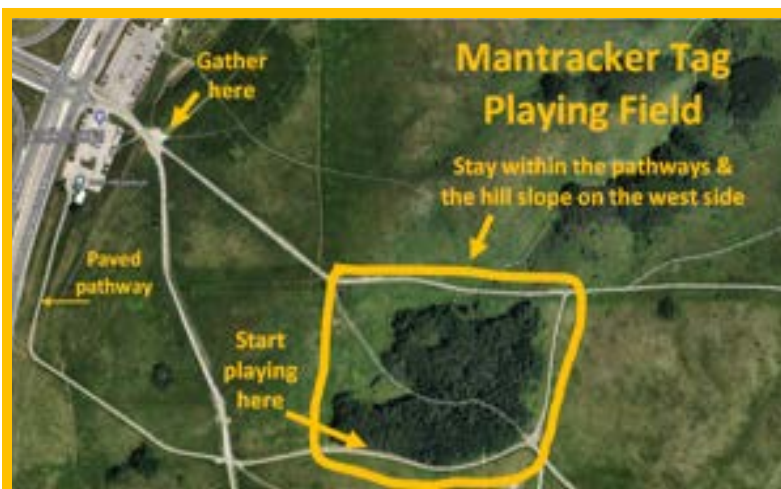 Gather
here
Mantracker Tag
Playing Field
Stay within the pathways &
the hill slope on the west side
Paved
pathway
Start
playing
here